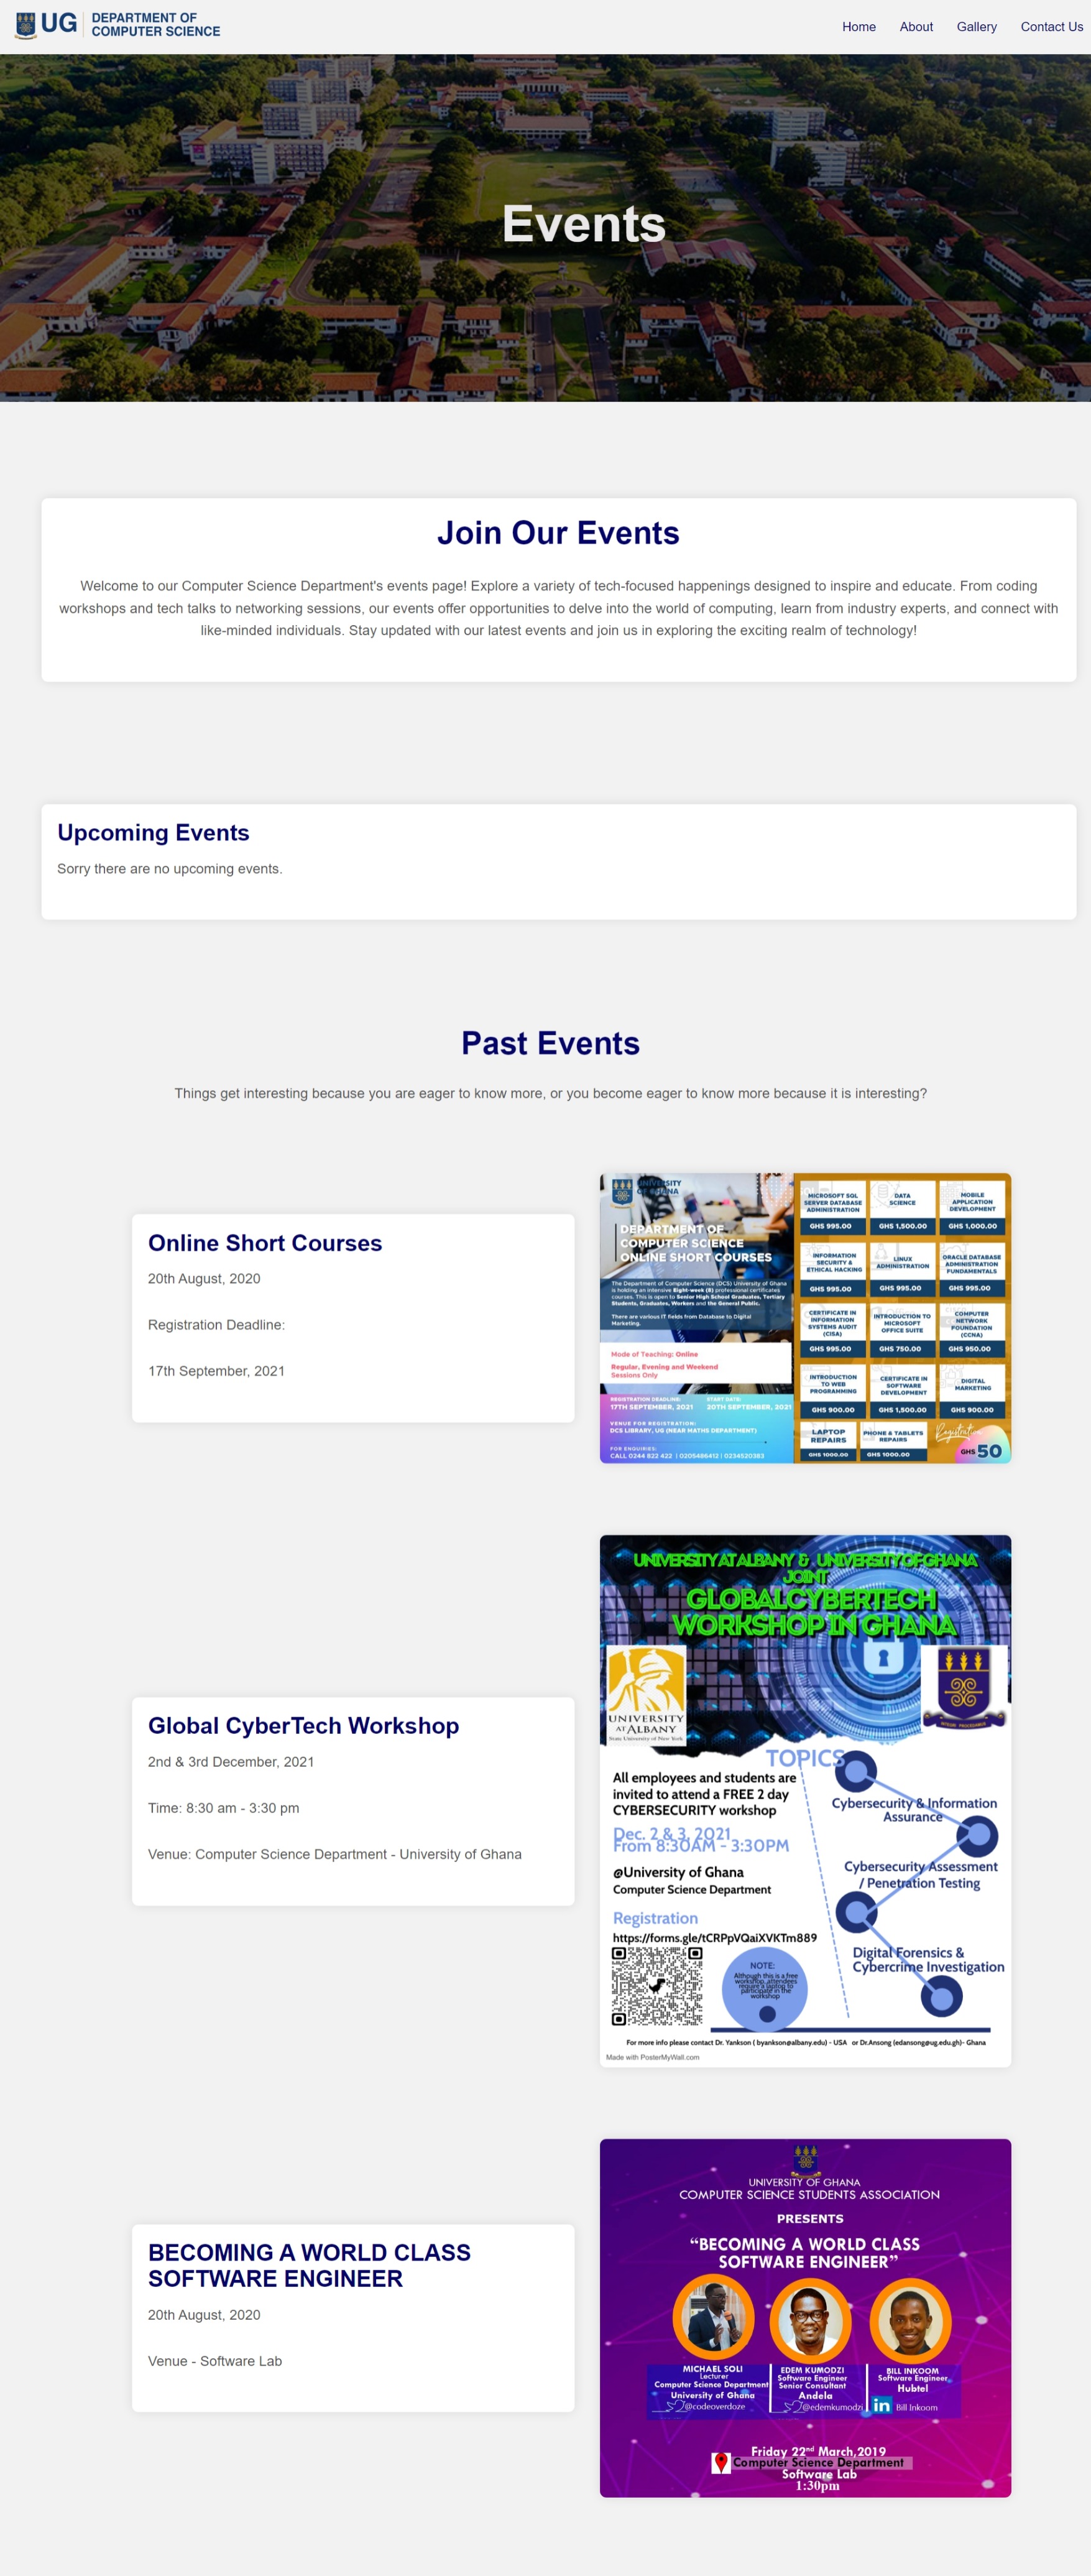 UG
DEPARTMENT OF
COMPUTER SCIENCE
Home About Gallery Contact Us
Events
Join Our Events
Welcome to our Computer Science Department's events page! Explore a variety of tech-focused happenings designed to inspire and educate. From coding
workshops and tech talks to networking sessions, our events offer opportunities to delve into the world of computing, learn from industry experts, and connect with
like-minded individuals. Stay updated with our latest events and join us in exploring the exciting realm of technology!
Upcoming Events
Sorry there are no upcoming events.
Past Events
Things get interesting because you are eager to know more, or you become eager to know more because it is interesting?
Online Short Courses
20th August, 2020
Registration Deadline:
17th September, 2021
UNIVERSITY
OF GHANA
DEPARTMENT OF
COMPUTER SCIENCE
ONLINE SHORT COURSES
The Department of Computer Science (DCS) University of Ghana
is holding an intensive Eight-week (8) professional certificates
courses. This is open to Senior High School Graduates, Tertiary
Students, Graduates, Workers and the General Public.
There are various IT fields from Database to Digital
Marketing.
Mode of Teaching: Online
Regular, Evening and Weekend
Sessions Only
REGISTRATION DEADLINE: START DATE:
17TH SEPTEMBER, 2021 20TH SEPTEMBER, 2021
VENUE FOR REGISTRATION:
DCS LIBRARY, UG (NEAR MATHS DEPARTMENT)
FOR ENQUIRIES:
CALL 0244 822 422 | 0205486412 | 0234520383
MICROSOFT SQL
SERVER DATABASE
ADMINISTRATION
GHS 995.00
DATA
SCIENCE
GHS 1,500.00
MOBILE
APPLICATION
DEVELOPMENT
GHS 1,000.00
INFORMATION
SECURITY &
ETHICAL HACKING
GHS 995.00
LINUX
ADMINISTRATION
GHS 995.00
ORACLE DATABASE
ADMINISTRATION
FUNDAMENTALS
GHS 995.00
CERTIFICATE IN
INFORMATION
SYSTEMS AUDIT
(CISA)
GHS 995.00
INTRODUCTION TO
MICROSOFT
OFFICE SUITE
GHS 750.00
COMPUTER
NETWORK
FOUNDATION
(CCNA)
GHS 950.00
INTRODUCTION
TO WEB
PROGRAMMING
GHS 900.00
CERTIFICATE IN
SOFTWARE
DEVELOPMENT
GHS 1,500.00
DIGITAL
MARKETING
GHS 900.00
LAPTOP
REPAIRS
GHS 1000.00
PHONE & TABLETS
REPAIRS
GHS 1000.00
Registration
GHS 50
Global CyberTech Workshop
2nd & 3rd December, 2021
Time: 8:30 am - 3:30 pm
Venue: Computer Science Department - University of Ghana
UNIVERSITY AT ALBANY & UNIVERSITY OF GHANA
JOINT
GLOBALCYBERTECH
WORKSHOP IN GHANA
UNIVERSITY
AT ALBANY
State University of New York
INTEGRI PROCEDAMUS
TOPICS
All employees and students are
invited to attend a FREE 2 day
CYBERSECURITY workshop
Dec. 2 & 3, 2021
From 8:30AM - 3:30PM
@University of Ghana
Computer Science Department
Registration
https://forms.gle/tCRPpVQaiXVKTm889
Cybersecurity & Information
Assurance
Cybersecurity Assessment
/ Penetration Testing
Digital Forensics &
Cybercrime Investigation
NOTE:
Although this is a free
workshop, attendees
require a laptop to
participate in the
workshop
For more info please contact Dr. Yankson ( byankson@albany.edu) - USA or Dr.Ansong (edansong@ug.edu.gh)- Ghana
Made with PosterMyWall.com
BECOMING A WORLD CLASS
SOFTWARE ENGINEER
20th August, 2020
Venue - Software Lab
UNIVERSITY OF GHANA
COMPUTER SCIENCE STUDENTS ASSOCIATION
PRESENTS
“BECOMING A WORLD CLASS
SOFTWARE ENGINEER”
MICHAEL SOLI
Lecturer
Computer Science Department
University of Ghana
@codeoverdoze
EDEM KUMODZI
Software Engineer
Senior Consultant
Andela
@edemkumodzi
BILL INKOOM
Software Engineer
Hubtel
in Bill Inkoom
Friday 22nd March,2019
Computer Science Department
Software Lab
1:30pm